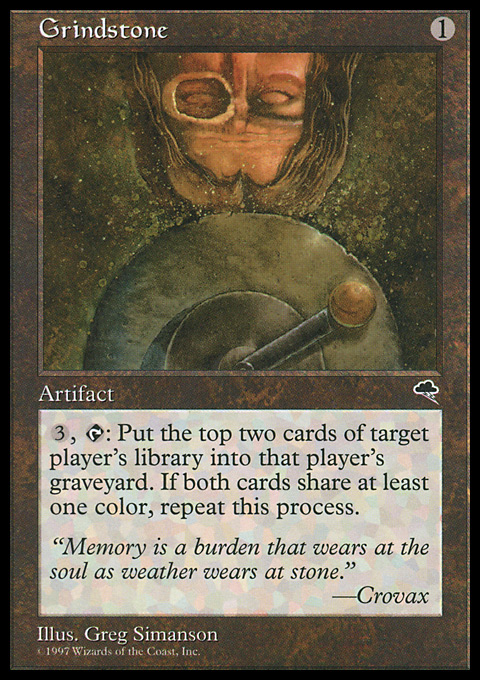 Grindstone 1
Artifact
3, : Put the top two cards of target
player's library into that player's
graveyard. If both cards share at least
one color, repeat this process.
“Memory is a burden that wears at the
soul as weather wears at stone.”
—Crovax
Illus. Greg Simanson
©1997 Wizards of the Coast, Inc.